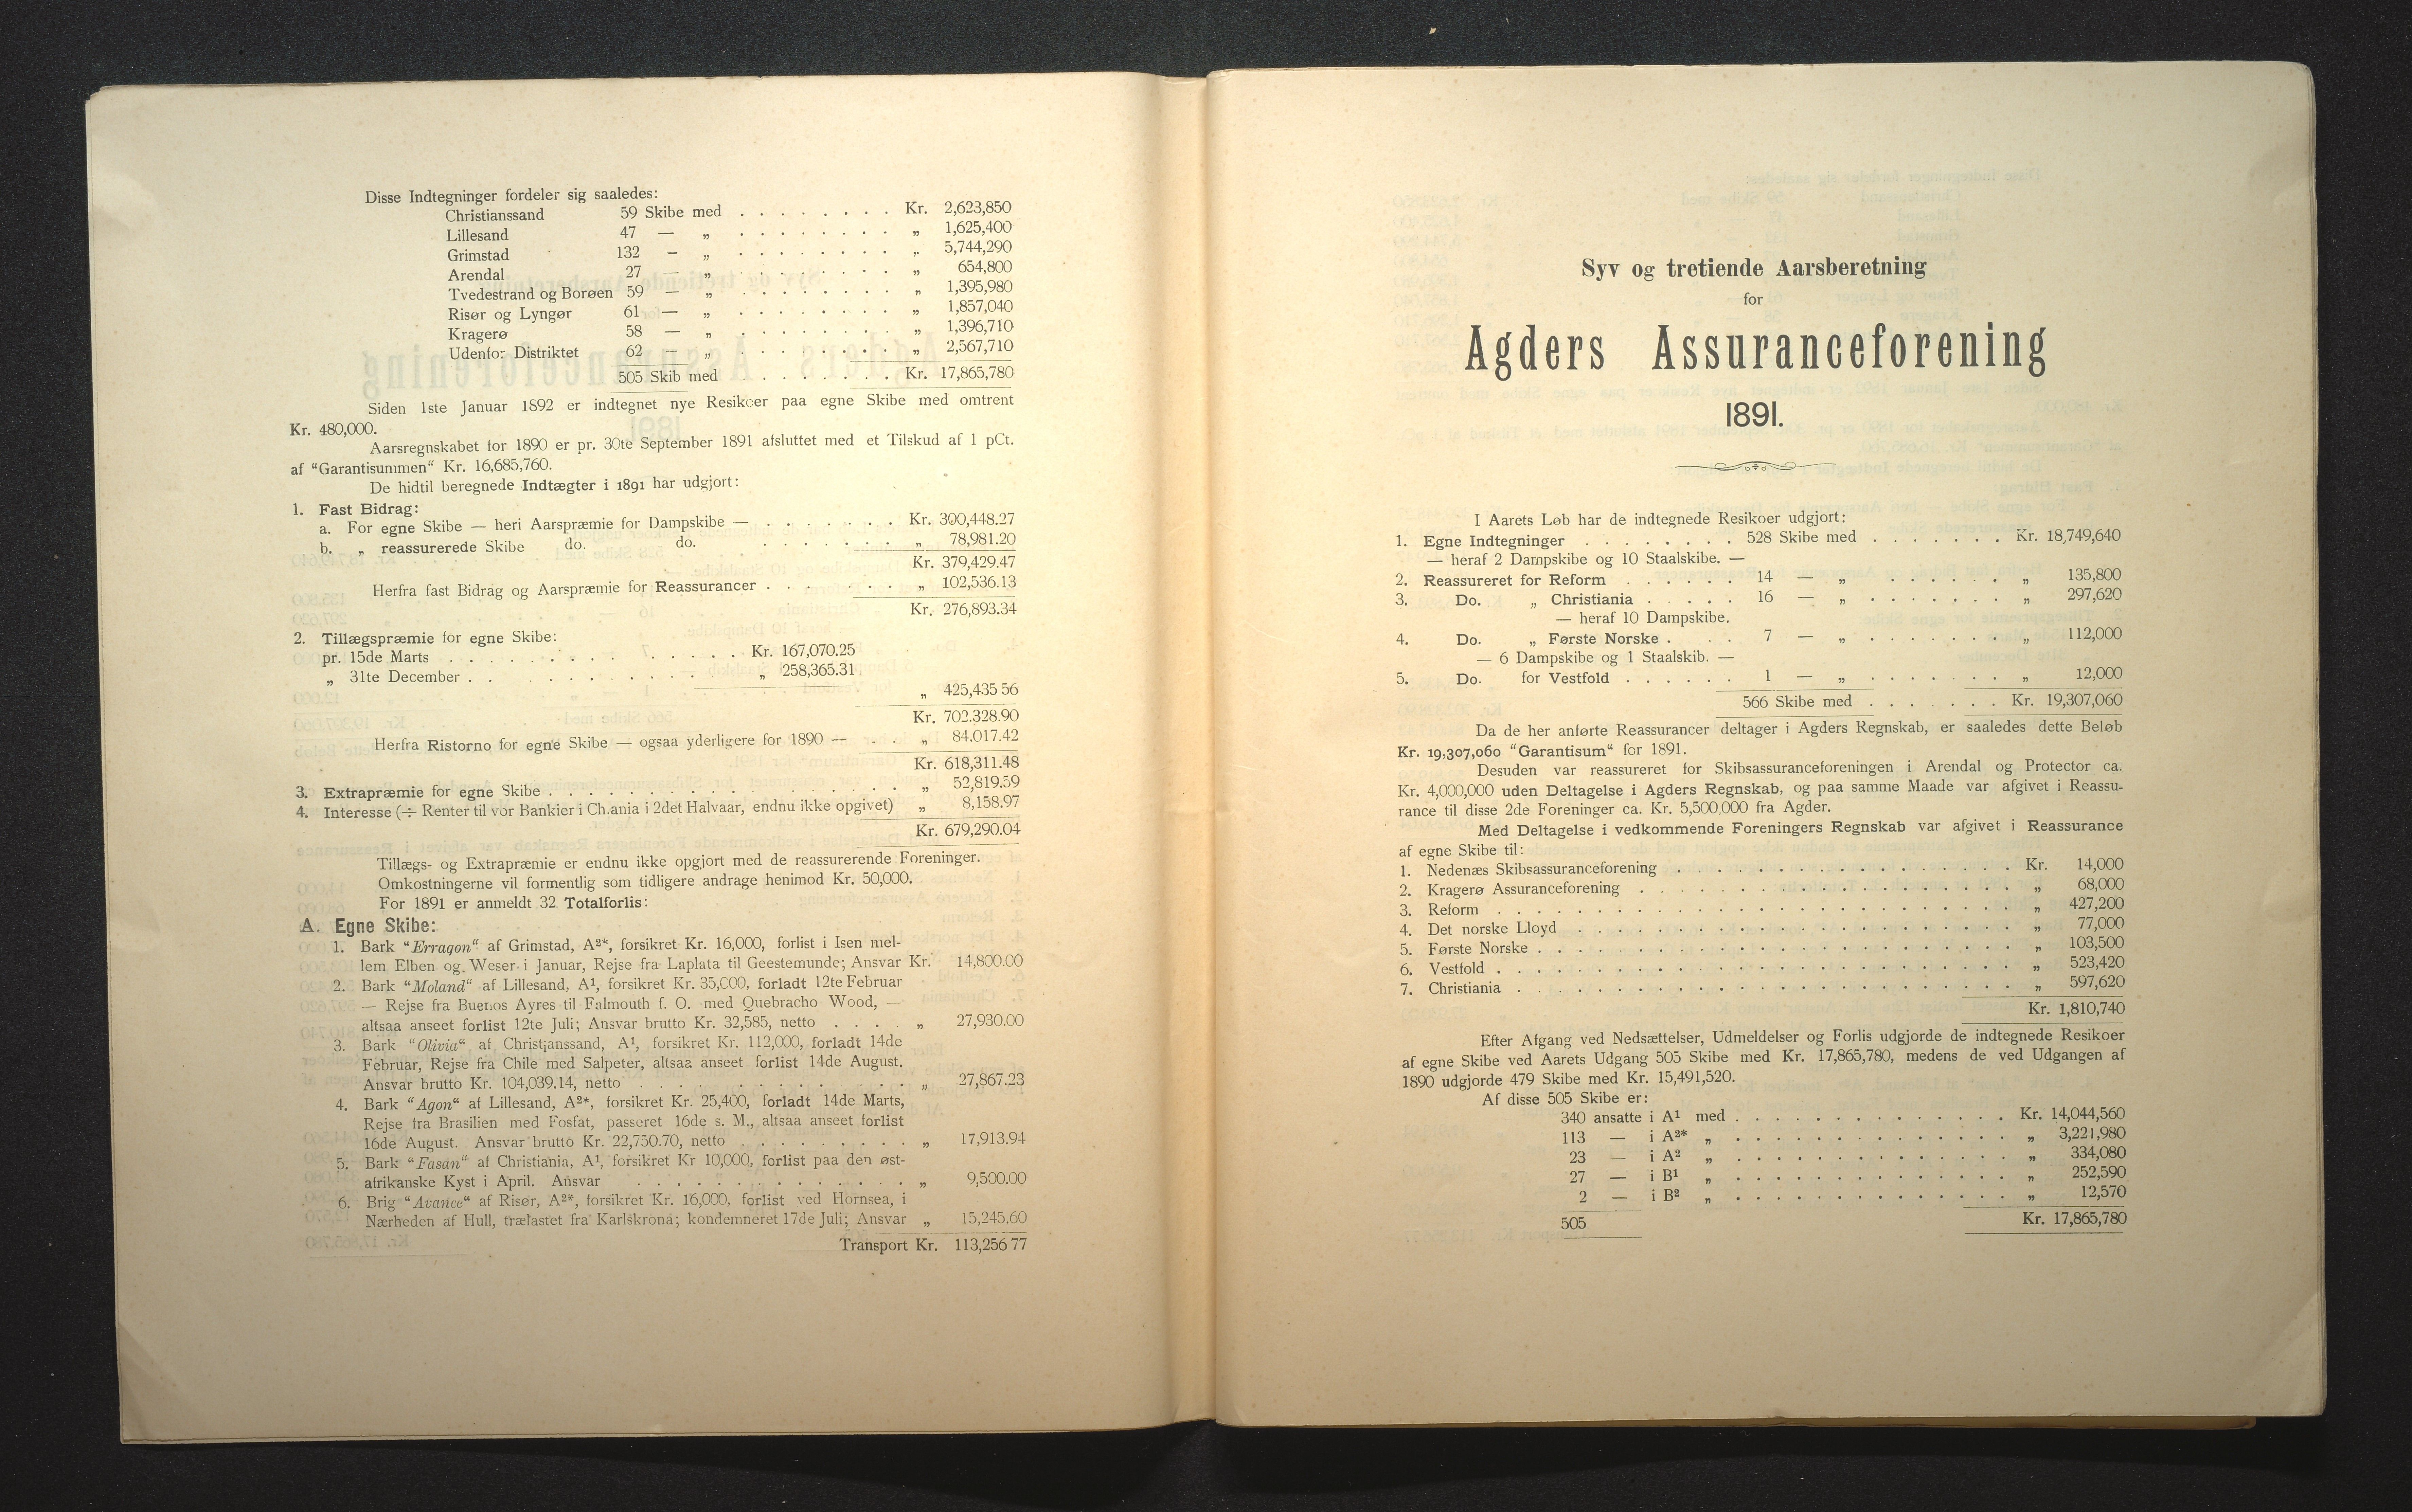 Disse Indtegninger fordeler sig saaledes:
Christianssand 59 Skibe med . . . . . . . . Kr. 2,623,850
Lillesand 47 — „ . . . . . . . . „ 1,625,400
Grimstad 132 — „ . . . . . . . . „ 5,744,290
Arendal 27 — „ . . . . . . . . „ 654,800
Tvedestrand og Borøen 59 — „ . . . . . . . . „ 1,395,980
Risør og Lyngør 61 — „ . . . . . . . . „ 1,857,040
Kragerø 58 — „ . . . . . . . . „ 1,396,710
Udenfor Distriktet 62 — „ . . . . . . . . „ 2,567,710
505 Skib med . . . . . . . . Kr. 17,865,780
Siden 1ste Januar 1892 er indtegnet nye Resikoer paa egne Skibe med omtrent
Kr. 480,000.
Aarsregnskabet for 1890 er pr. 30te September 1891 afsluttet med et Tilskud af 1 pCt.
af “Garantisummen“ Kr. 16,685,760.
De hidtil beregnede Indtægter i 1891 har udgjort:
1. Fast Bidrag:
a. For egne Skibe — heri Aarspræmie for Dampskibe — . . . . . . . Kr. 300,448.27
b. „ reassurerede Skibe do. do. . . . . . . . „ 78,981.20
Kr. 379,429.47
Herfra fast Bidrag og Aarspræmie for Reassurancer . . . . . . . „ 102,536.13
Kr. 276,893.34
2. Tillægspræmie for egne Skibe:
pr. 15de Marts . . . . . . . . . . . . . Kr. 167,070.25
„ 31te December . . . . . . . . . . . „ 258,365.31
„ 425,435 56
Kr. 702.328.90
Herfra Ristorno for egne Skibe — ogsaa yderligere for 1890 — . . „ 84.017.42
Kr. 618,311.48
3. Extrapræmie for egne Skibe . . . . . . . . . . . . . . . . „ 52,819.59
4. Interesse (÷ Renter til vor Bankier i Ch.ania i 2det Halvaar, endnu ikke opgivet) „ 8,158.97
Kr. 679,290.04
Tillægs- og Extrapræmie er endnu ikke opgjort med de reassurerende Foreninger.
Omkostningerne vil formentlig som tidligere andrage henimod Kr. 50,000.
For 1891 er anmeldt 32 Totalforlis:
A. Egne Skibe:
1. Bark “Erragon“ af Grimstad, A²*, forsikret Kr. 16,000, forlist i Isen mel-
lem Elben og Weser i Januar, Rejse fra Laplata til Geestemunde; Ansvar Kr. 14,800.00
2. Bark “Moland“ af Lillesand, A¹, forsikret Kr. 35,000, forladt 12te Februar
— Rejse fra Buenos Ayres til Falmouth f. O. med Quebracho Wood, —
altsaa anseet forlist 12te Juli; Ansvar brutto Kr. 32,585, netto . . . . „ 27,930.00
3. Bark “Olivia“ af Christianssand, A¹, forsikret Kr. 112,000, forladt 14de
Februar, Rejse fra Chile med Salpeter, altsaa anseet forlist 14de August.
Ansvar brutto Kr. 104,039.14, netto . . . . . . . . . . . . „ 27,867.23
4. Bark “Agon“ af Lillesand, A²*, forsikret Kr. 25,400, forladt 14de Marts,
Rejse fra Brasilien med Fosfat, passeret 16de s. M., altsaa anseet forlist
16de August. Ansvar brutto Kr. 22,750.70, netto . . . . . . . . . „ 17,913.94
5. Bark “Fasan“ af Christiania, A¹, forsikret Kr 10,000, forlist paa den øst-
afrikanske Kyst i April. Ansvar . . . . . . . . . . . . . . „ 9,500.00
6. Brig “Avance“ af Risør, A²*, forsikret Kr. 16,000, forlist ved Hornsea, i
Nærheden af Hull, trælastet fra Karlskrona; kondemneret 17de Juli; Ansvar „ 15,245.60
Transport Kr. 113,256 77
Syv og tretiende Aarsberetning
for
Agders Assuranceforening
1891.
I Aarets Løb har de indtegnede Resikoer udgjort:
1. Egne Indtegninger . . . . . . . . 528 Skibe med . . . . . . . Kr. 18,749,640
— heraf 2 Dampskibe og 10 Staalskibe. —
2. Reassureret for Reform . . . . . . 14 — „ . . . . . . . „ 135,800
3. Do. „ Christiania . . . . . 16 — „ . . . . . . . „ 297,620
— heraf 10 Dampskibe.
4. Do. „ Første Norske . . . . 7 — „ . . . . . . . „ 112,000
— 6 Dampskibe og 1 Staalskib. —
5. Do. for Vestfold . . . . . . 1 — „ . . . . . . . „ 12,000
566 Skibe med . . . . . . . Kr. 19,307,060
Da de her anførte Reassurancer deltager i Agders Regnskab, er saaledes dette Beløb
Kr. 19,307,060 “Garantisum“ for 1891.
Desuden var reassureret for Skibsassuranceforeningen i Arendal og Protector ca.
Kr. 4,000,000 uden Deltagelse i Agders Regnskab, og paa samme Maade var afgivet i Reassu-
rance til disse 2de Foreninger ca. Kr. 5,500,000 fra Agder.
Med Deltagelse i vedkommende Foreningers Regnskab var afgivet i Reassurance
af egne Skibe til:
1. Nedenæs Skibsassuranceforening . . . . . . . . . . . . . . . Kr. 14,000
2. Kragerø Assuranceforening . . . . . . . . . . . . . . . . „ 68,000
3. Reform . . . . . . . . . . . . . . . . . . . . . „ 427,200
4. Det norske Lloyd . . . . . . . . . . . . . . . . . . „ 77,000
5. Første Norske . . . . . . . . . . . . . . . . . . . „ 103,500
6. Vestfold . . . . . . . . . . . . . . . . . . . . . „ 523,420
7. Christiania . . . . . . . . . . . . . . . . . . . . „ 597,620
Kr. 1,810,740
Efter Afgang ved Nedsættelser, Udmeldelser og Forlis udgjorde de indtegnede Resikoer
af egne Skibe ved Aarets Udgang 505 Skibe med Kr. 17,865,780, medens de ved Udgangen af
1890 udgjorde 479 Skibe med Kr. 15,491,520.
Af disse 505 Skibe er:
340 ansatte i A¹ med . . . . . . . . . . . . . . Kr. 14,044,560
113 — i A²* „ . . . . . . . . . . . . . . „ 3,221,980
23 — i A² „ . . . . . . . . . . . . . . „ 334,080
27 — i B¹ „ . . . . . . . . . . . . . . „ 252,590
2 — i B² „ . . . . . . . . . . . . . . „ 12,570
505 Kr. 17,865,780